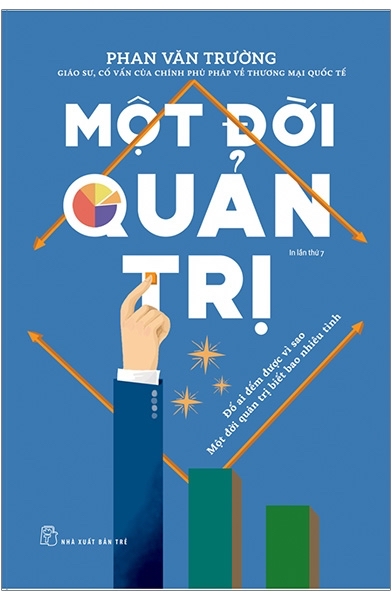 PHAN VĂN TRƯỜNG
GIÁO SƯ, CỐ VẤN CỦA CHÍNH PHỦ PHÁP VỀ THƯƠNG MẠI QUỐC TẾ
MỘT ĐỜI
QUẢN
In lần thứ 7
TRỊ
Đố ai đếm được vì sao
Một đời quản trị biết bao nhiêu tình
NHÀ XUẤT BẢN TRẺ